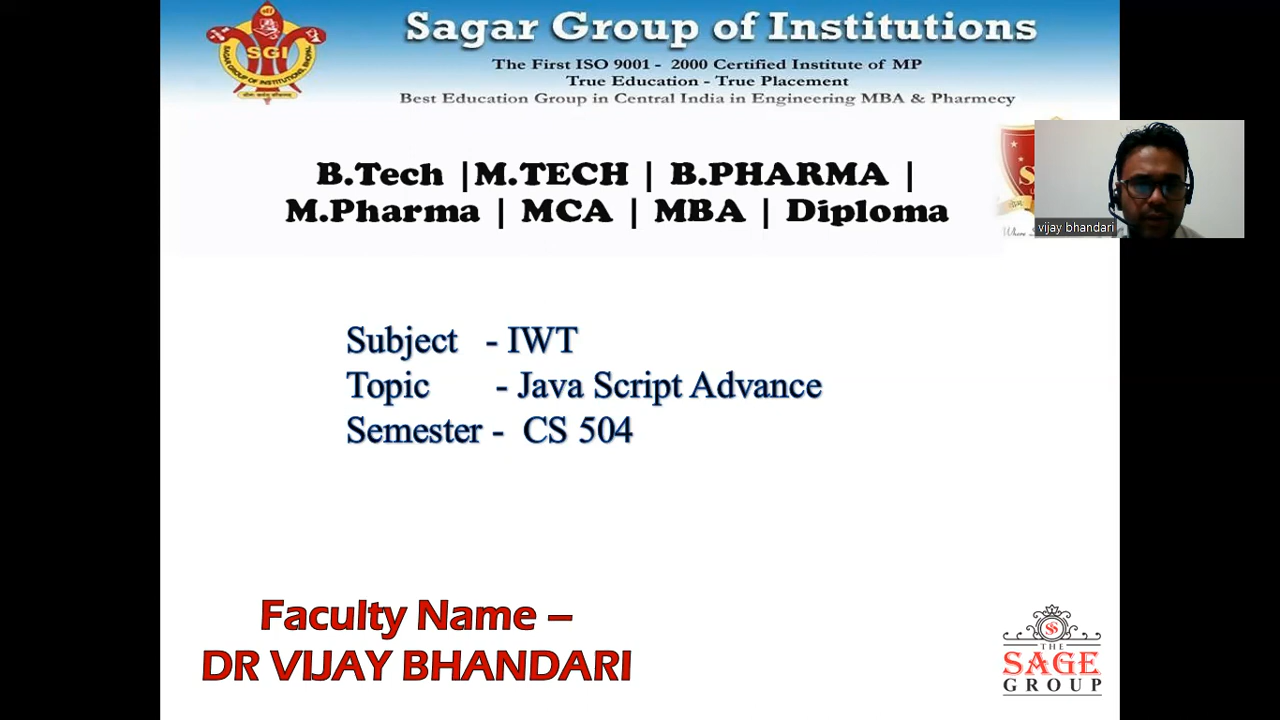 Sagar Group of Institutions
The First ISO 9001 - 2000 Certified Institute of MP
True Education - True Placement
Best Education Group in Central India in Engineering MBA & Pharmecy
SGI
B.Tech |M.TECH | B.PHARMA |
M.Pharma | MCA | MBA | Diploma
vijay bhandari
Subject - IWT
Topic - Java Script Advance
Semester - CS 504
Faculty Name –
DR VIJAY BHANDARI
THE
SAGE
GROUP